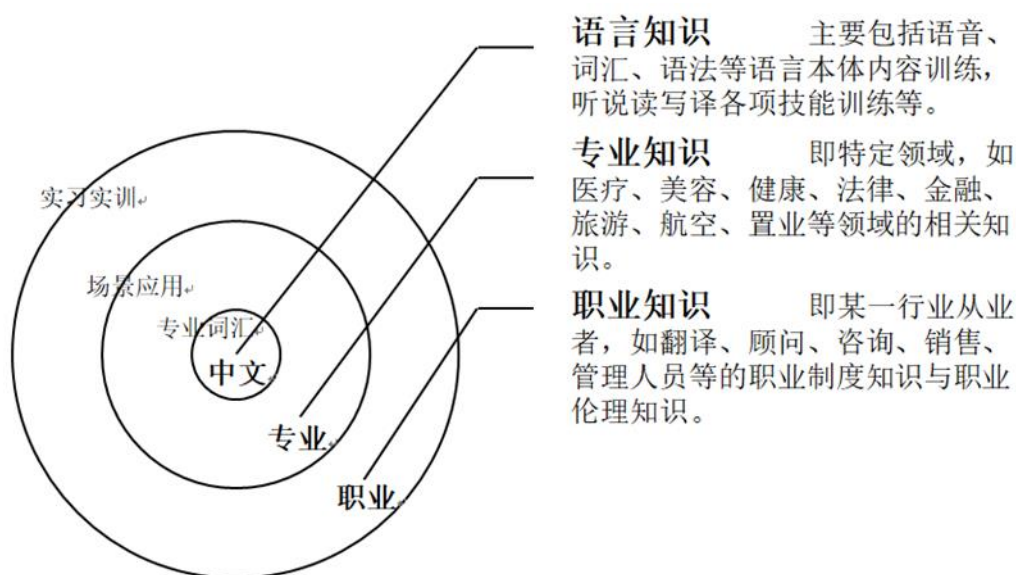 语言知识 主要包括语音、
词汇、语法等语言本体内容训练，
听说读写译各项技能训练等。
专业知识 即特定领域，如
医疗、美容、健康、法律、金融、
旅游、航空、置业等领域的相关知
识。
职业知识 即某一行业从业
者，如翻译、顾问、咨询、销售、
管理人员等的职业制度知识与职业
伦理知识。
实习实训
场景应用
专业词汇
中文
专业
职业